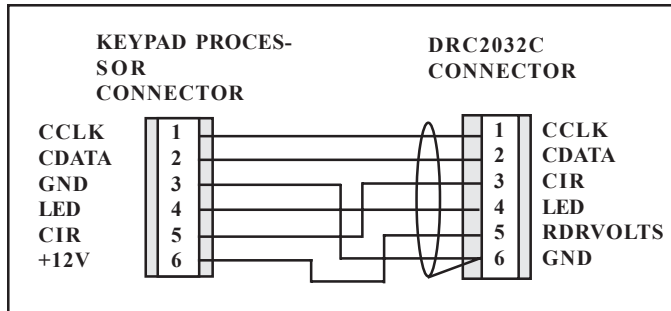 KEYPAD PROCES-
SOR
CONNECTOR
CCLK 1
CDATA 2
GND 3
LED 4
CIR 5
+12V 6
DRC2032C
CONNECTOR
1 CCLK
2 CDATA
3 CIR
4 LED
5 RDRVOLTS
6 GND